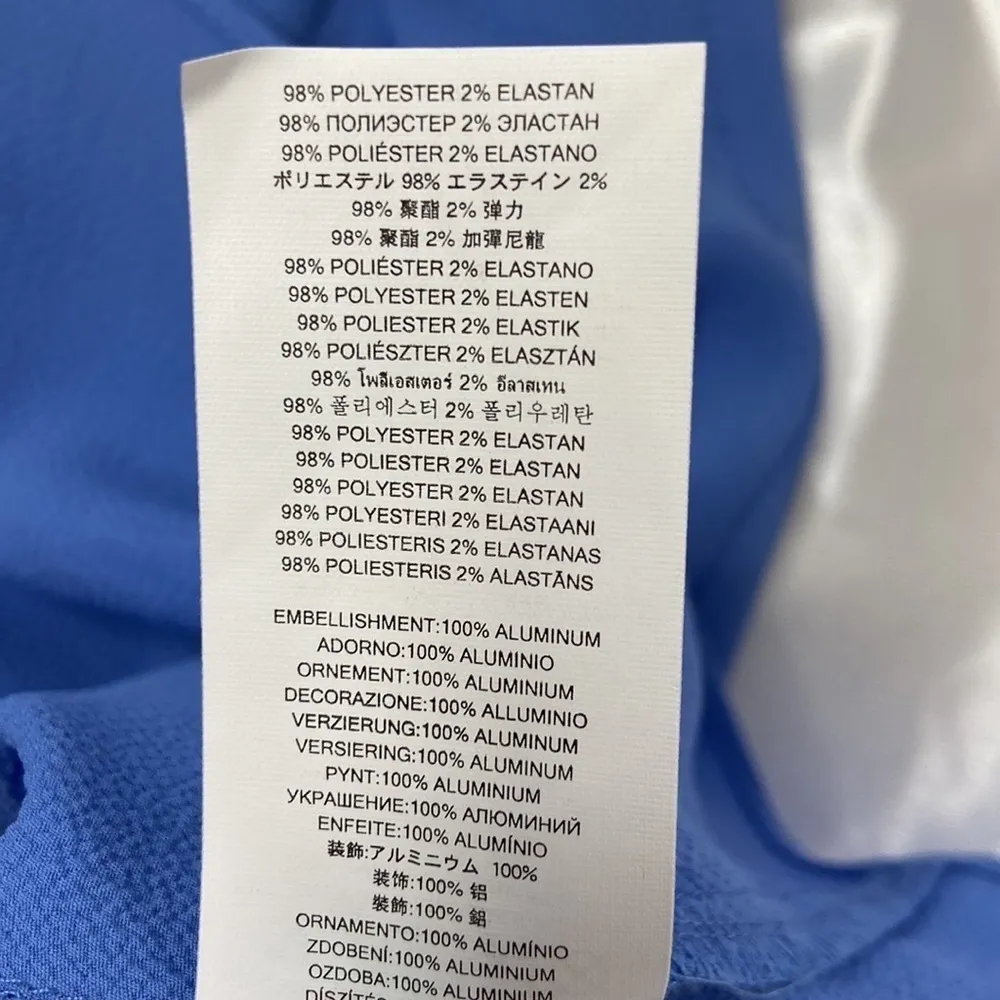 98% POLYESTER 2% ELASTAN
98% ПОЛИЭСТЕР 2% ЭЛАСТАН
98% POLIÉSTER 2% ELASTANO
ポリエステル 98% エラステイン 2%
98% 聚酯 2% 弹力
98% 聚酯 2% 加彈尼龍
98% POLIÉSTER 2% ELASTANO
98% POLYESTER 2% ELASTEN
98% POLIESTER 2% ELASTIK
98% POLIÉSZTER 2% ELASZTÁN
98% โพลีเอสเตอร์ 2% อีลาสเทน
98% 폴리에스터 2% 폴리우레탄
98% POLYESTER 2% ELASTAN
98% POLIESTER 2% ELASTAN
98% POLYESTER 2% ELASTAN
98% POLYESTERI 2% ELASTAANI
98% POLIESTERIS 2% ELASTANAS
98% POLIESTERIS 2% ALASTĀNS
EMBELLISHMENT:100% ALUMINUM
ADORNO:100% ALUMINIO
ORNEMENT:100% ALUMINIUM
DECORAZIONE:100% ALLUMINIO
VERZIERUNG:100% ALUMINUM
VERSIERING:100% ALUMINUM
PYNT:100% ALUMINIUM
УКРАШЕНИЕ:100% АЛЮМИНИЙ
ENFEITE:100% ALUMÍNIO
装飾:アルミニウム 100%
装饰:100% 铝
裝飾:100% 鋁
ORNAMENTO:100% ALUMÍNIO
ZDOBENÍ:100% ALUMINIUM
OZDOBA:100% ALUMINIUM